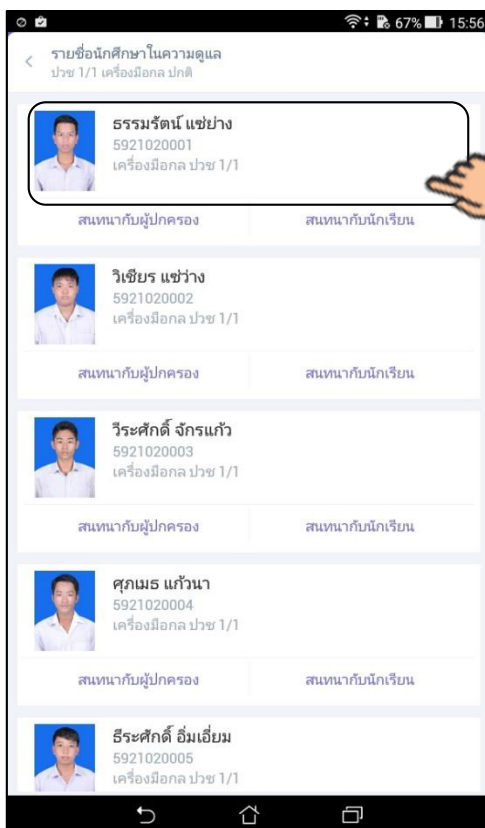 67% 15:56
รายชื่อนักศึกษาในความดูแล
ปวช 1/1 เครื่องมือกล ปกติ
ธรรมรัตน์ แซ่ย่าง
5921020001
เครื่องมือกล ปวช 1/1
สนทนากับผู้ปกครอง สนทนากับนักเรียน
วิเชียร แซ่ว่าง
5921020002
เครื่องมือกล ปวช 1/1
สนทนากับผู้ปกครอง สนทนากับนักเรียน
วีระศักดิ์ จักรแก้ว
5921020003
เครื่องมือกล ปวช 1/1
สนทนากับผู้ปกครอง สนทนากับนักเรียน
ศุภเมธ แก้วนา
5921020004
เครื่องมือกล ปวช 1/1
สนทนากับผู้ปกครอง สนทนากับนักเรียน
ธีระศักดิ์ อิ่มเอี่ยม
5921020005
เครื่องมือกล ปวช 1/1